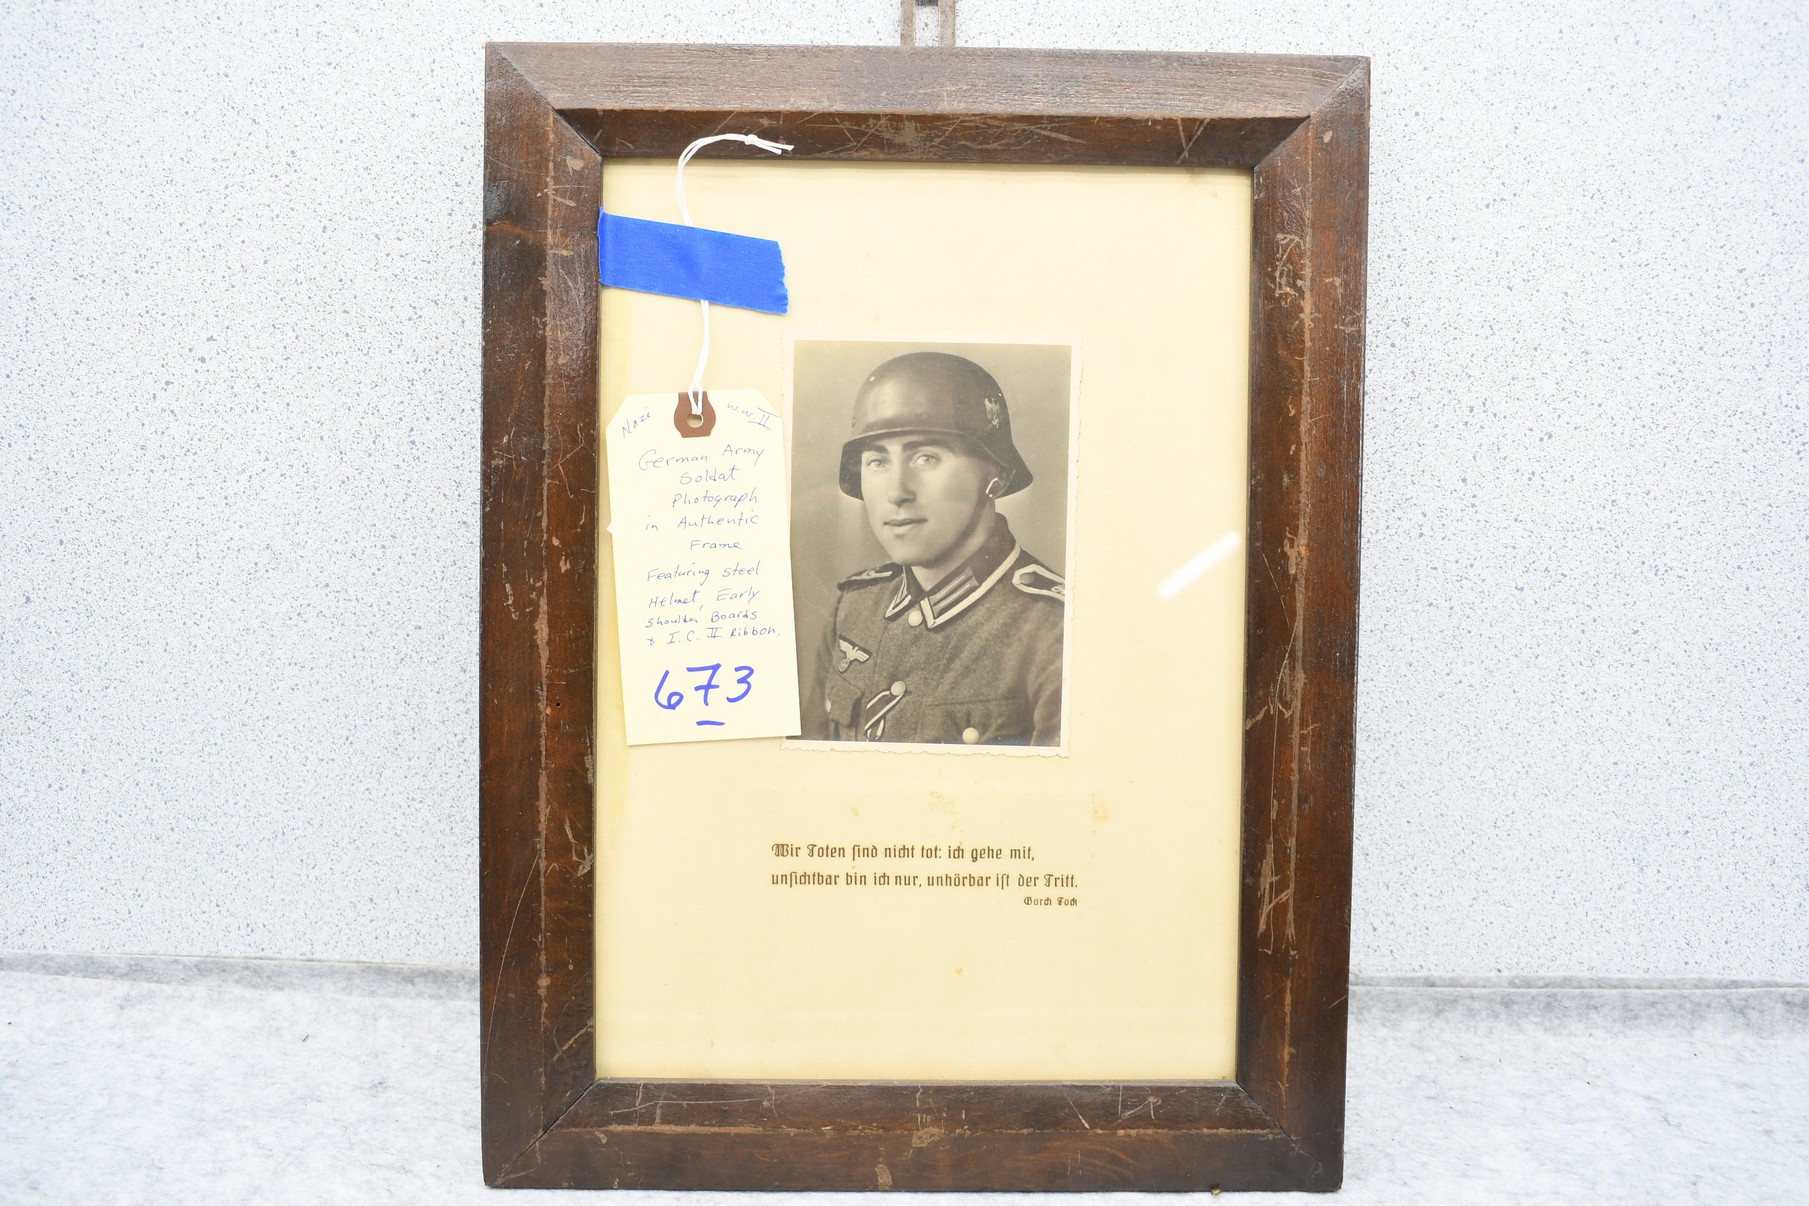 Nazi W.W. II
German Army
Soldat
Photograph
in Authentic
Frame
Featuring Steel
Helmet, Early
Shoulder Boards
& I.C. II Ribbon.
673
Wir Toten sind nicht tot: ich gehe mit,
unsichtbar bin ich nur, unhörbar ist der Tritt.
Gorch Fock